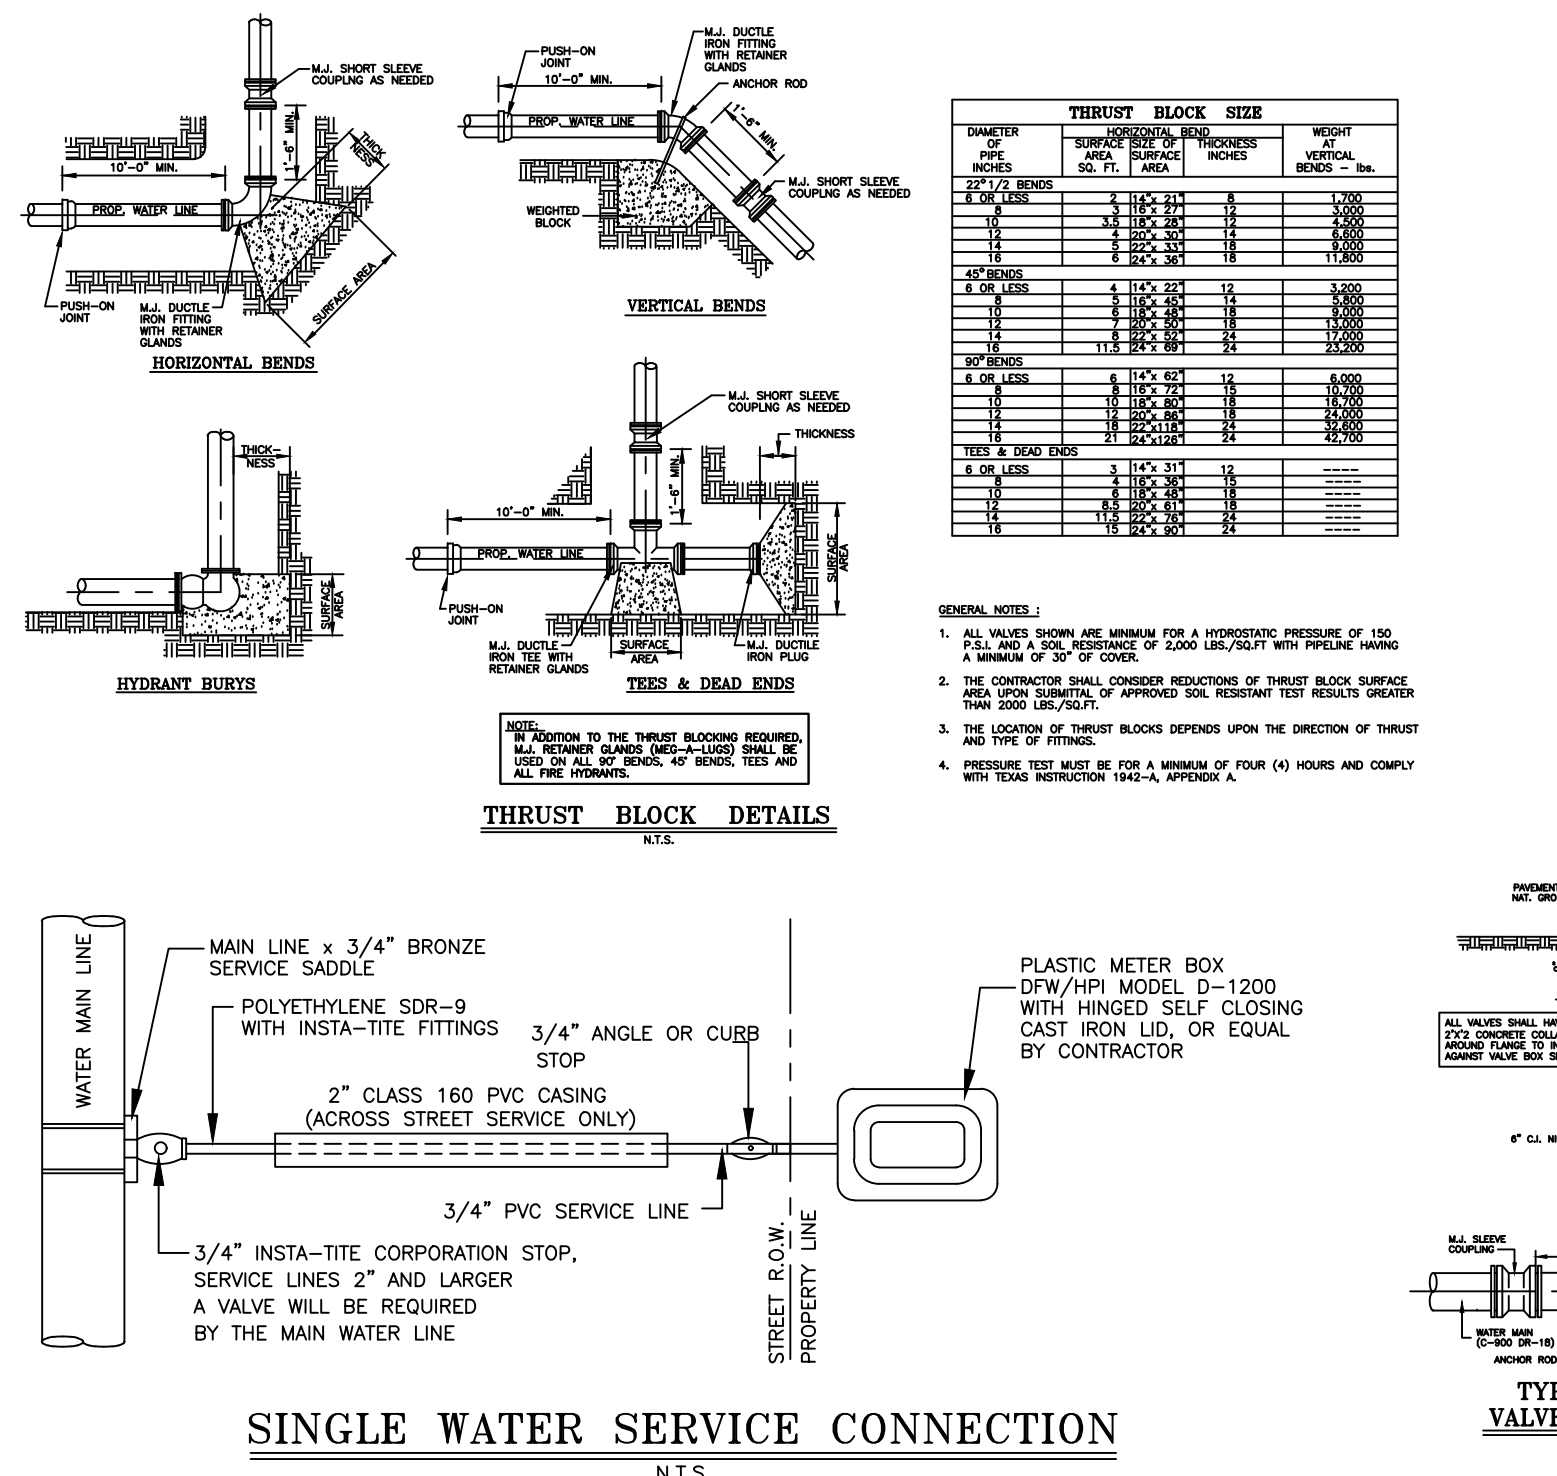 M.J. SHORT SLEEVE
COUPLNG AS NEEDED
1'-6" MIN.
THICK
NESS
10'-0" MIN.
PROP. WATER LINE
PUSH-ON
JOINT
M.J. DUCTLE
IRON FITTING
WITH RETAINER
GLANDS
SURFACE AREA
HORIZONTAL BENDS
PUSH-ON
JOINT
10'-0" MIN.
M.J. DUCTLE
IRON FITTING
WITH RETAINER
GLANDS
ANCHOR ROD
1'-6" MIN.
PROP. WATER LINE
M.J. SHORT SLEEVE
COUPLNG AS NEEDED
WEIGHTED
BLOCK
VERTICAL BENDS
THICK-
NESS
SURFACE
AREA
HYDRANT BURYS
M.J. SHORT SLEEVE
COUPLNG AS NEEDED
THICKNESS
1'-6" MIN.
10'-0" MIN.
PROP. WATER LINE
SURFACE
AREA
PUSH-ON
JOINT
M.J. DUCTLE
IRON TEE WITH
RETAINER GLANDS
SURFACE
AREA
M.J. DUCTILE
IRON PLUG
TEES & DEAD ENDS
NOTE:
IN ADDITION TO THE THRUST BLOCKING REQUIRED,
M.J. RETAINER GLANDS (MEG-A-LUGS) SHALL BE
USED ON ALL 90° BENDS, 45° BENDS, TEES AND
ALL FIRE HYDRANTS.
THRUST BLOCK DETAILS
N.T.S.
THRUST BLOCK SIZE
DIAMETER OF PIPE INCHES
HORIZONTAL BEND
SURFACE AREA SQ. FT.
SIZE OF SURFACE AREA
THICKNESS INCHES
WEIGHT AT VERTICAL BENDS - lbs.
22° 1/2 BENDS
6 OR LESS 2 14"x 21" 8 1,700
8 3 16"x 27" 12 3,000
10 3.5 18"x 28" 12 4,500
12 4 20"x 30" 14 6,600
14 5 22"x 33" 18 9,000
16 6 24"x 36" 18 11,800
45° BENDS
6 OR LESS 4 14"x 22" 12 3,200
8 5 16"x 45" 14 5,800
10 6 18"x 48" 18 9,000
12 7 20"x 50" 18 13,000
14 8 22"x 52" 24 17,000
16 11.5 24"x 69" 24 23,200
90° BENDS
6 OR LESS 6 14"x 62" 12 6,000
8 8 16"x 72" 15 10,700
10 10 18"x 80" 18 16,700
12 12 20"x 86" 18 24,000
14 18 22"x118" 24 32,600
16 21 24"x126" 24 42,700
TEES & DEAD ENDS
6 OR LESS 3 14"x 31" 12 ----
8 4 16"x 36" 15 ----
10 6 18"x 48" 18 ----
12 8.5 20"x 61" 18 ----
14 11.5 22"x 76" 24 ----
16 15 24"x 90" 24 ----
GENERAL NOTES :
1. ALL VALVES SHOWN ARE MINIMUM FOR A HYDROSTATIC PRESSURE OF 150
P.S.I. AND A SOIL RESISTANCE OF 2,000 LBS./SQ.FT WITH PIPELINE HAVING
A MINIMUM OF 30" OF COVER.
2. THE CONTRACTOR SHALL CONSIDER REDUCTIONS OF THRUST BLOCK SURFACE
AREA UPON SUBMITTAL OF APPROVED SOIL RESISTANT TEST RESULTS GREATER
THAN 2000 LBS./SQ.FT.
3. THE LOCATION OF THRUST BLOCKS DEPENDS UPON THE DIRECTION OF THRUST
AND TYPE OF FITTINGS.
4. PRESSURE TEST MUST BE FOR A MINIMUM OF FOUR (4) HOURS AND COMPLY
WITH TEXAS INSTRUCTION 1942-A, APPENDIX A.
WATER MAIN LINE
MAIN LINE x 3/4" BRONZE
SERVICE SADDLE
POLYETHYLENE SDR-9
WITH INSTA-TITE FITTINGS
3/4" ANGLE OR CURB
STOP
2" CLASS 160 PVC CASING
(ACROSS STREET SERVICE ONLY)
PLASTIC METER BOX
DFW/HPI MODEL D-1200
WITH HINGED SELF CLOSING
CAST IRON LID, OR EQUAL
BY CONTRACTOR
3/4" PVC SERVICE LINE
3/4" INSTA-TITE CORPORATION STOP,
SERVICE LINES 2" AND LARGER
A VALVE WILL BE REQUIRED
BY THE MAIN WATER LINE
STREET R.O.W.
PROPERTY LINE
SINGLE WATER SERVICE CONNECTION
N.T.S.
PAVEMENT
NAT. GRO
ALL VALVES SHALL HA
2'X'2 CONCRETE COLL
AROUND FLANGE TO I
AGAINST VALVE BOX S
6" C.I. NI
M.J. SLEEVE
COUPLING
WATER MAIN
(C-900 DR-18)
ANCHOR ROD
TY
VALVE